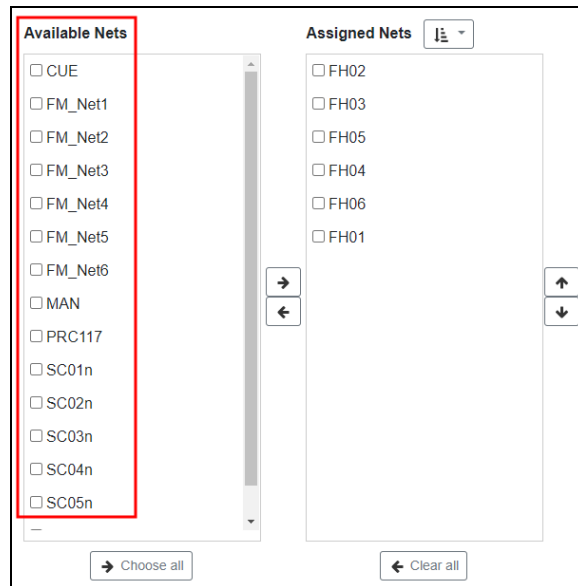 Available Nets
CUE
FM_Net1
FM_Net2
FM_Net3
FM_Net4
FM_Net5
FM_Net6
MAN
PRC117
SC01n
SC02n
SC03n
SC04n
SC05n
Choose all
Assigned Nets
FH02
FH03
FH05
FH04
FH06
FH01
Clear all